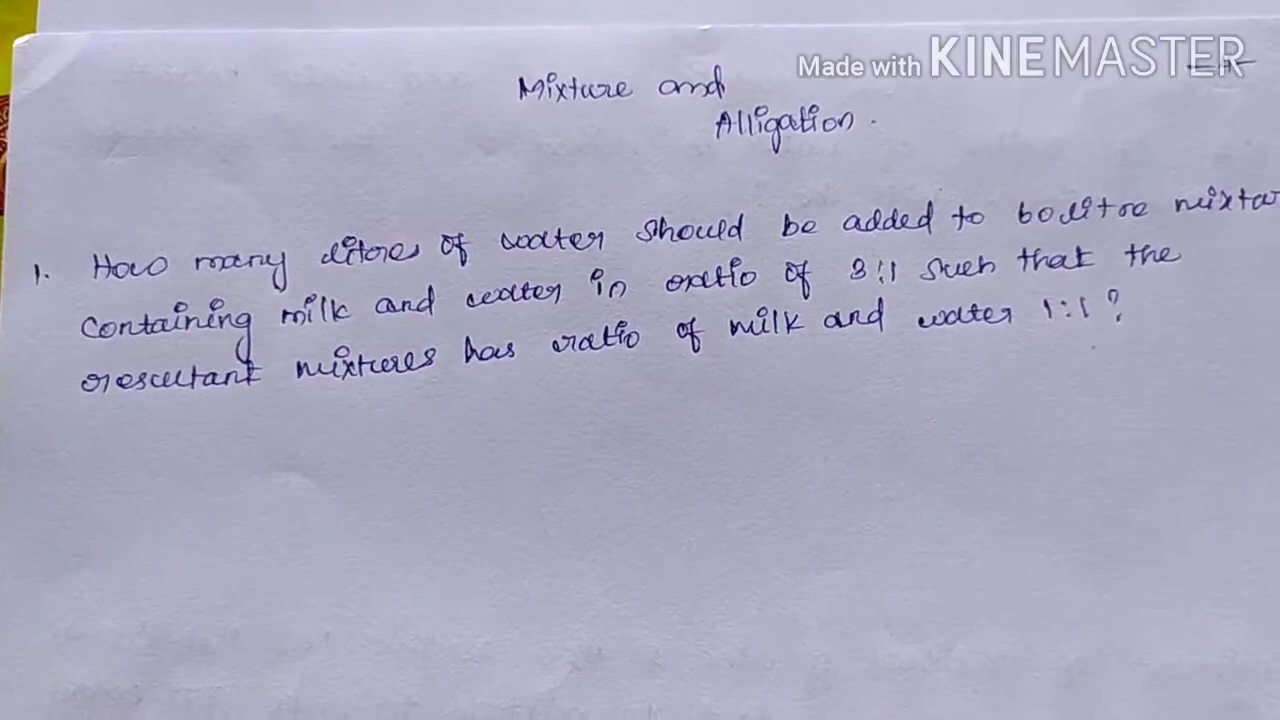 Made with KINEMASTER
Mixture and
Alligation.
1. How many litres of water should be added to 60 litre mixtur
containing milk and water in ratio of 3:1 such that the
resultant mixtures has ratio of milk and water 1:1?